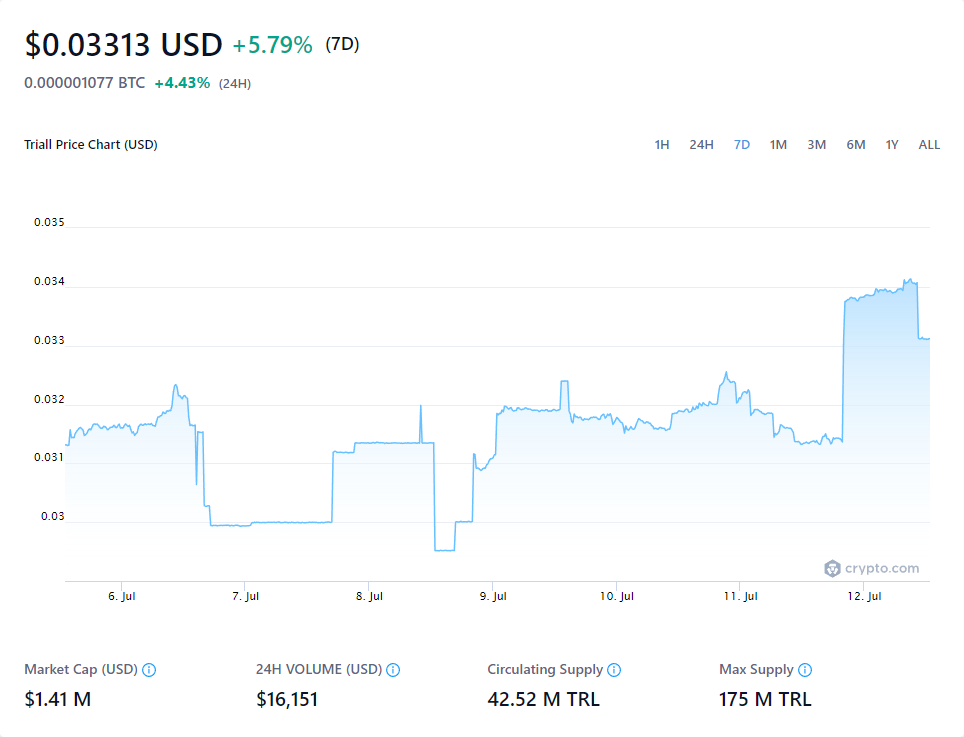 $0.03313 USD +5.79% (7D)
0.000001077 BTC +4.43% (24H)
Triall Price Chart (USD) 1H 24H 7D 1M 3M 6M 1Y ALL
0.035
0.034
0.033
0.032
0.031
0.03
crypto.com
6. Jul 7. Jul 8. Jul 9. Jul 10. Jul 11. Jul 12. Jul
Market Cap (USD) 24H VOLUME (USD) Circulating Supply Max Supply
$1.41 M $16,151 42.52 M TRL 175 M TRL